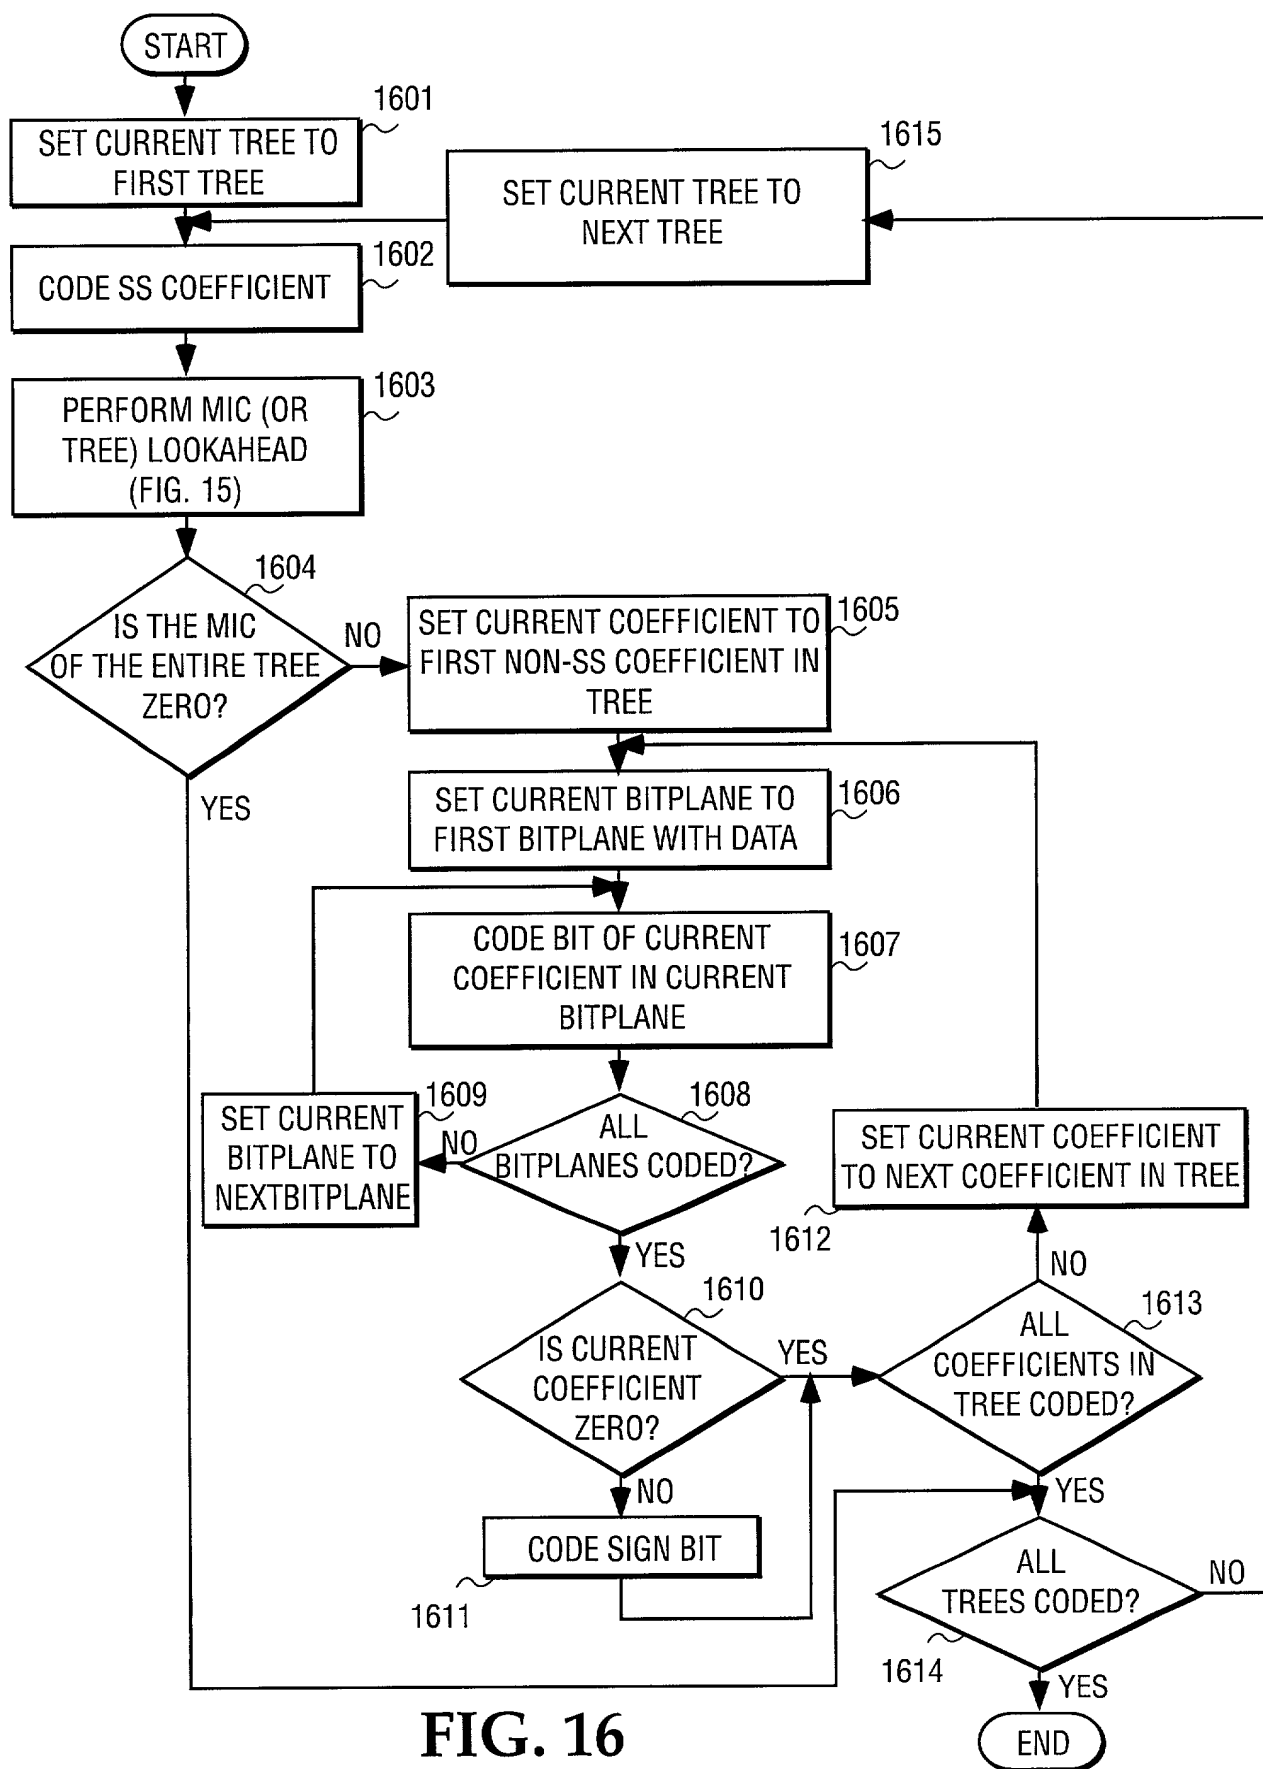 START
1601
SET CURRENT TREE TO
FIRST TREE
1615
SET CURRENT TREE TO
NEXT TREE
1602
CODE SS COEFFICIENT
1603
PERFORM MIC (OR
TREE) LOOKAHEAD
(FIG. 15)
1604
IS THE MIC
OF THE ENTIRE TREE
ZERO?
NO
YES
1605
SET CURRENT COEFFICIENT TO
FIRST NON-SS COEFFICIENT IN
TREE
1606
SET CURRENT BITPLANE TO
FIRST BITPLANE WITH DATA
1607
CODE BIT OF CURRENT
COEFFICIENT IN CURRENT
BITPLANE
1609
SET CURRENT
BITPLANE TO
NEXTBITPLANE
NO
1608
ALL
BITPLANES CODED?
YES
SET CURRENT COEFFICIENT
TO NEXT COEFFICIENT IN TREE
1612
NO
1610
IS CURRENT
COEFFICIENT
ZERO?
YES
NO
1613
ALL
COEFFICIENTS IN
TREE CODED?
YES
CODE SIGN BIT
1611
ALL
TREES CODED?
NO
1614
YES
END
FIG. 16